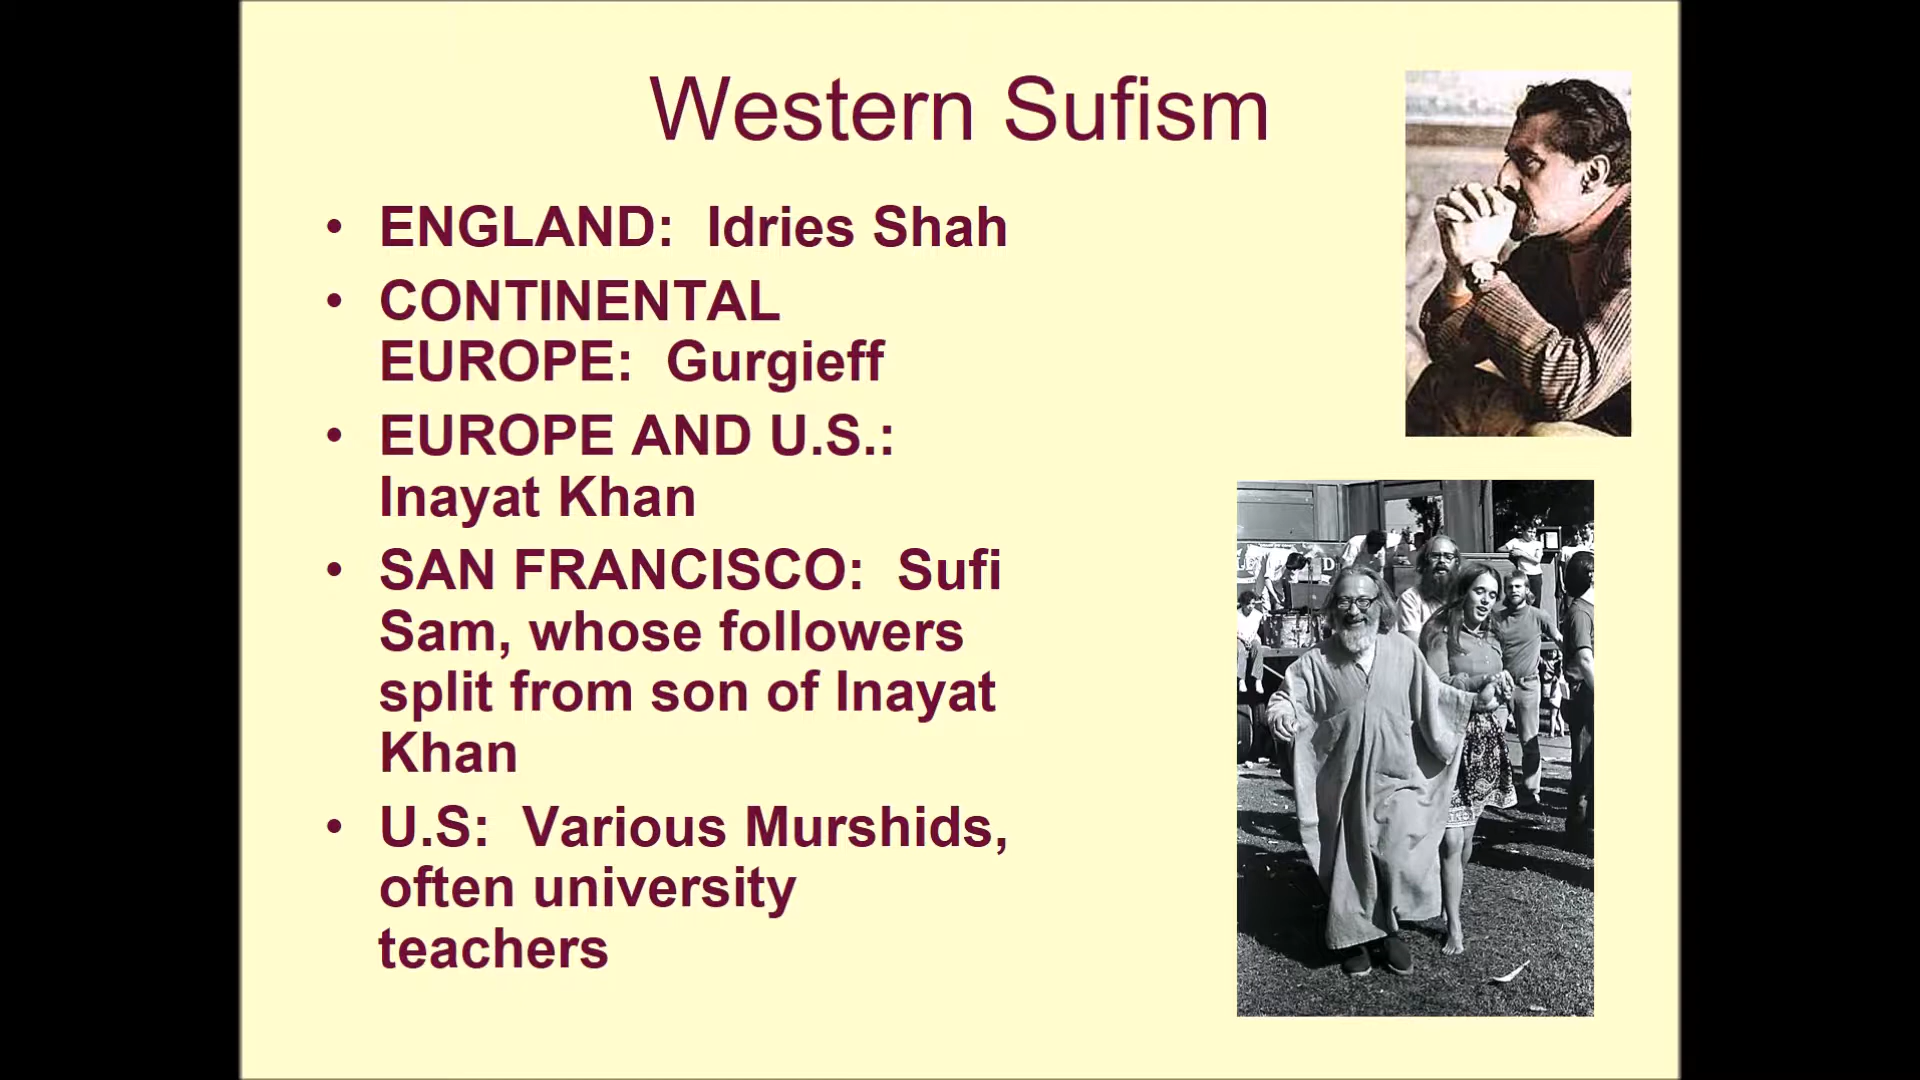 Western Sufism
• ENGLAND: Idries Shah
• CONTINENTAL
EUROPE: Gurgieff
• EUROPE AND U.S.:
Inayat Khan
• SAN FRANCISCO: Sufi
Sam, whose followers
split from son of Inayat
Khan
• U.S: Various Murshids,
often university
teachers